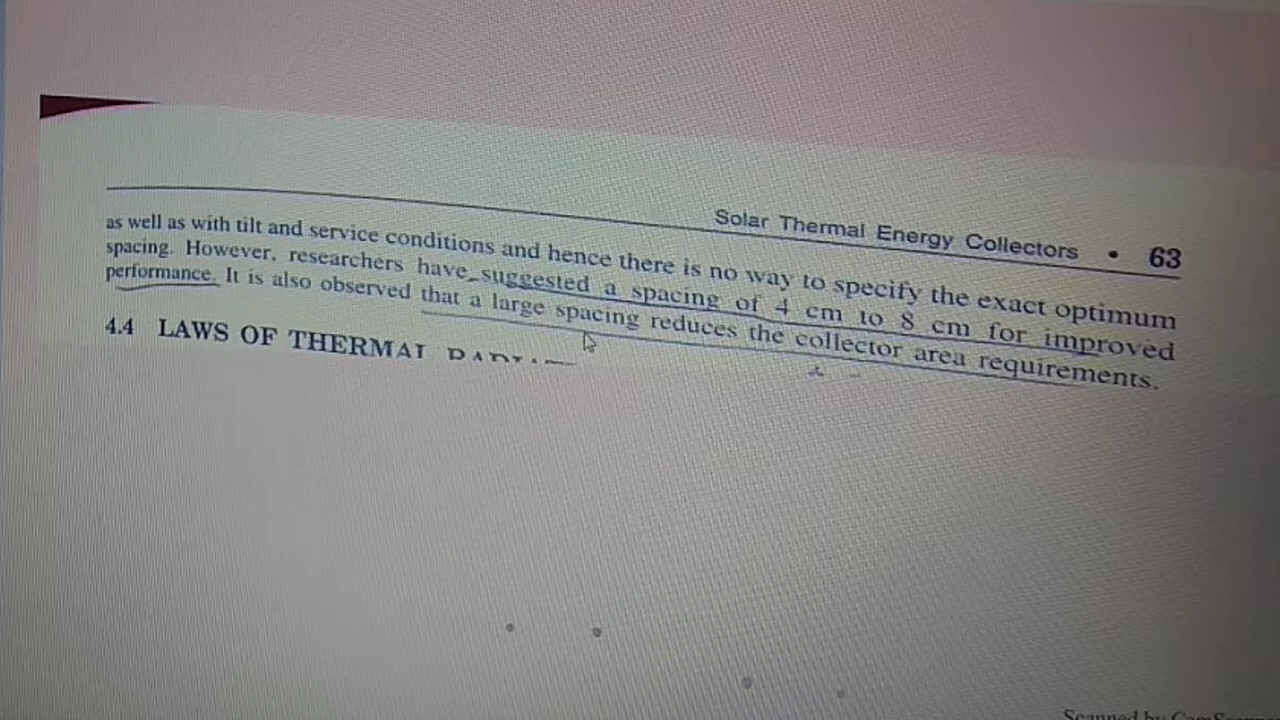 Solar Thermal Energy Collectors • 63
as well as with tilt and service conditions and hence there is no way to specify the exact optimum
spacing. However, researchers have suggested a spacing of 4 cm to 8 cm for improved
performance. It is also observed that a large spacing reduces the collector area requirements.
4.4 LAWS OF THERMAL
Scanned by